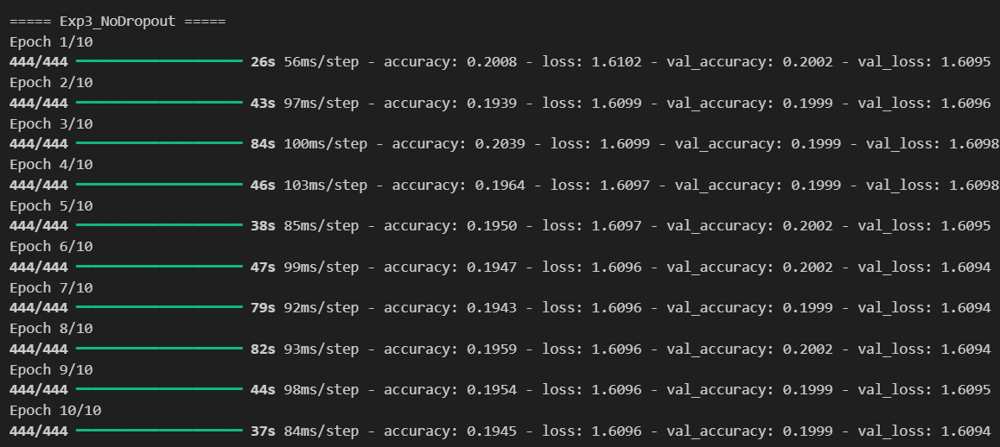 ===== Exp3_NoDropout =====
Epoch 1/10
444/444 ━━━━━━━━━━━━━━━━━━━━ 26s 56ms/step - accuracy: 0.2008 - loss: 1.6102 - val_accuracy: 0.2002 - val_loss: 1.6095
Epoch 2/10
444/444 ━━━━━━━━━━━━━━━━━━━━ 43s 97ms/step - accuracy: 0.1939 - loss: 1.6099 - val_accuracy: 0.1999 - val_loss: 1.6096
Epoch 3/10
444/444 ━━━━━━━━━━━━━━━━━━━━ 84s 100ms/step - accuracy: 0.2039 - loss: 1.6099 - val_accuracy: 0.1999 - val_loss: 1.6098
Epoch 4/10
444/444 ━━━━━━━━━━━━━━━━━━━━ 46s 103ms/step - accuracy: 0.1964 - loss: 1.6097 - val_accuracy: 0.1999 - val_loss: 1.6098
Epoch 5/10
444/444 ━━━━━━━━━━━━━━━━━━━━ 38s 85ms/step - accuracy: 0.1950 - loss: 1.6097 - val_accuracy: 0.2002 - val_loss: 1.6095
Epoch 6/10
444/444 ━━━━━━━━━━━━━━━━━━━━ 47s 99ms/step - accuracy: 0.1947 - loss: 1.6096 - val_accuracy: 0.2002 - val_loss: 1.6094
Epoch 7/10
444/444 ━━━━━━━━━━━━━━━━━━━━ 79s 92ms/step - accuracy: 0.1943 - loss: 1.6096 - val_accuracy: 0.1999 - val_loss: 1.6094
Epoch 8/10
444/444 ━━━━━━━━━━━━━━━━━━━━ 82s 93ms/step - accuracy: 0.1959 - loss: 1.6096 - val_accuracy: 0.2002 - val_loss: 1.6094
Epoch 9/10
444/444 ━━━━━━━━━━━━━━━━━━━━ 44s 98ms/step - accuracy: 0.1954 - loss: 1.6096 - val_accuracy: 0.1999 - val_loss: 1.6095
Epoch 10/10
444/444 ━━━━━━━━━━━━━━━━━━━━ 37s 84ms/step - accuracy: 0.1945 - loss: 1.6096 - val_accuracy: 0.1999 - val_loss: 1.6094